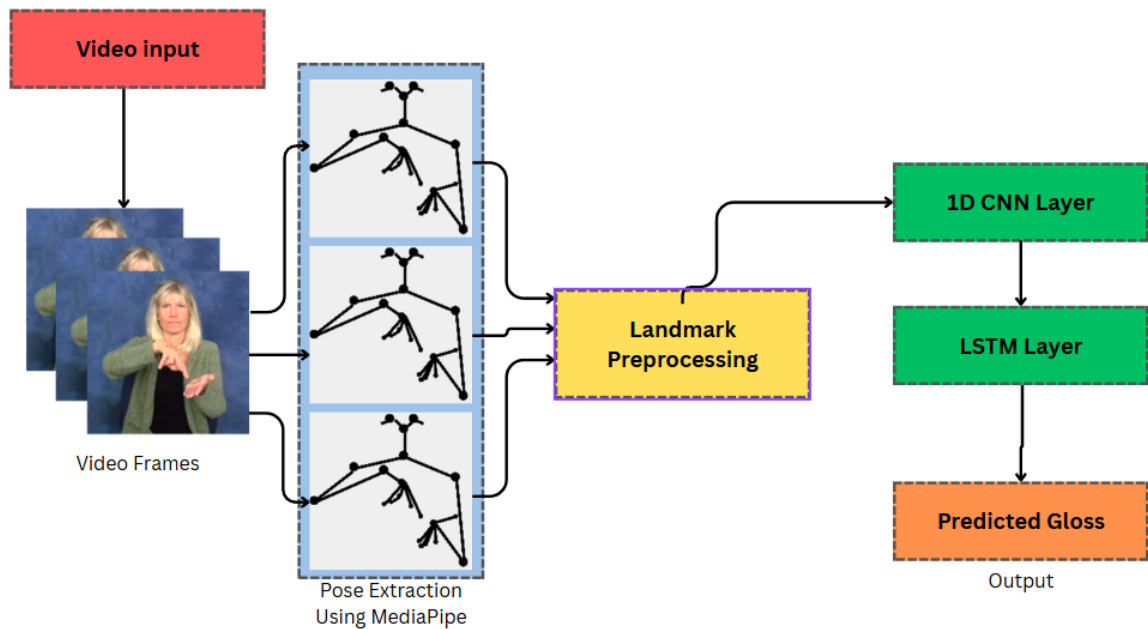 Video input
Video Frames
Pose Extraction
Using MediaPipe
Landmark
Preprocessing
1D CNN Layer
LSTM Layer
Predicted Gloss
Output